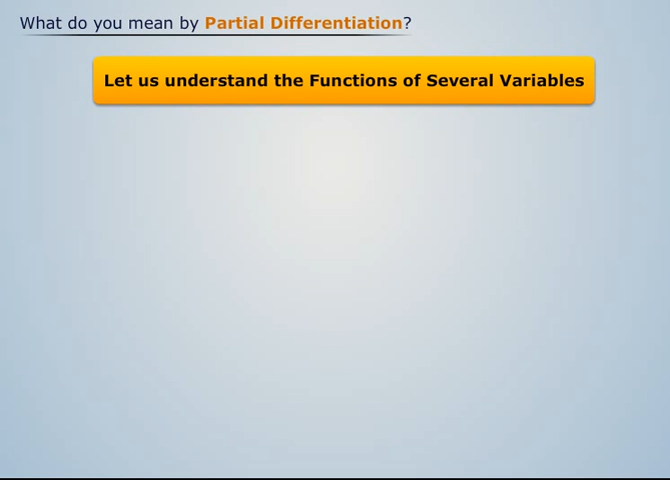 What do you mean by Partial Differentiation?
Let us understand the Functions of Several Variables